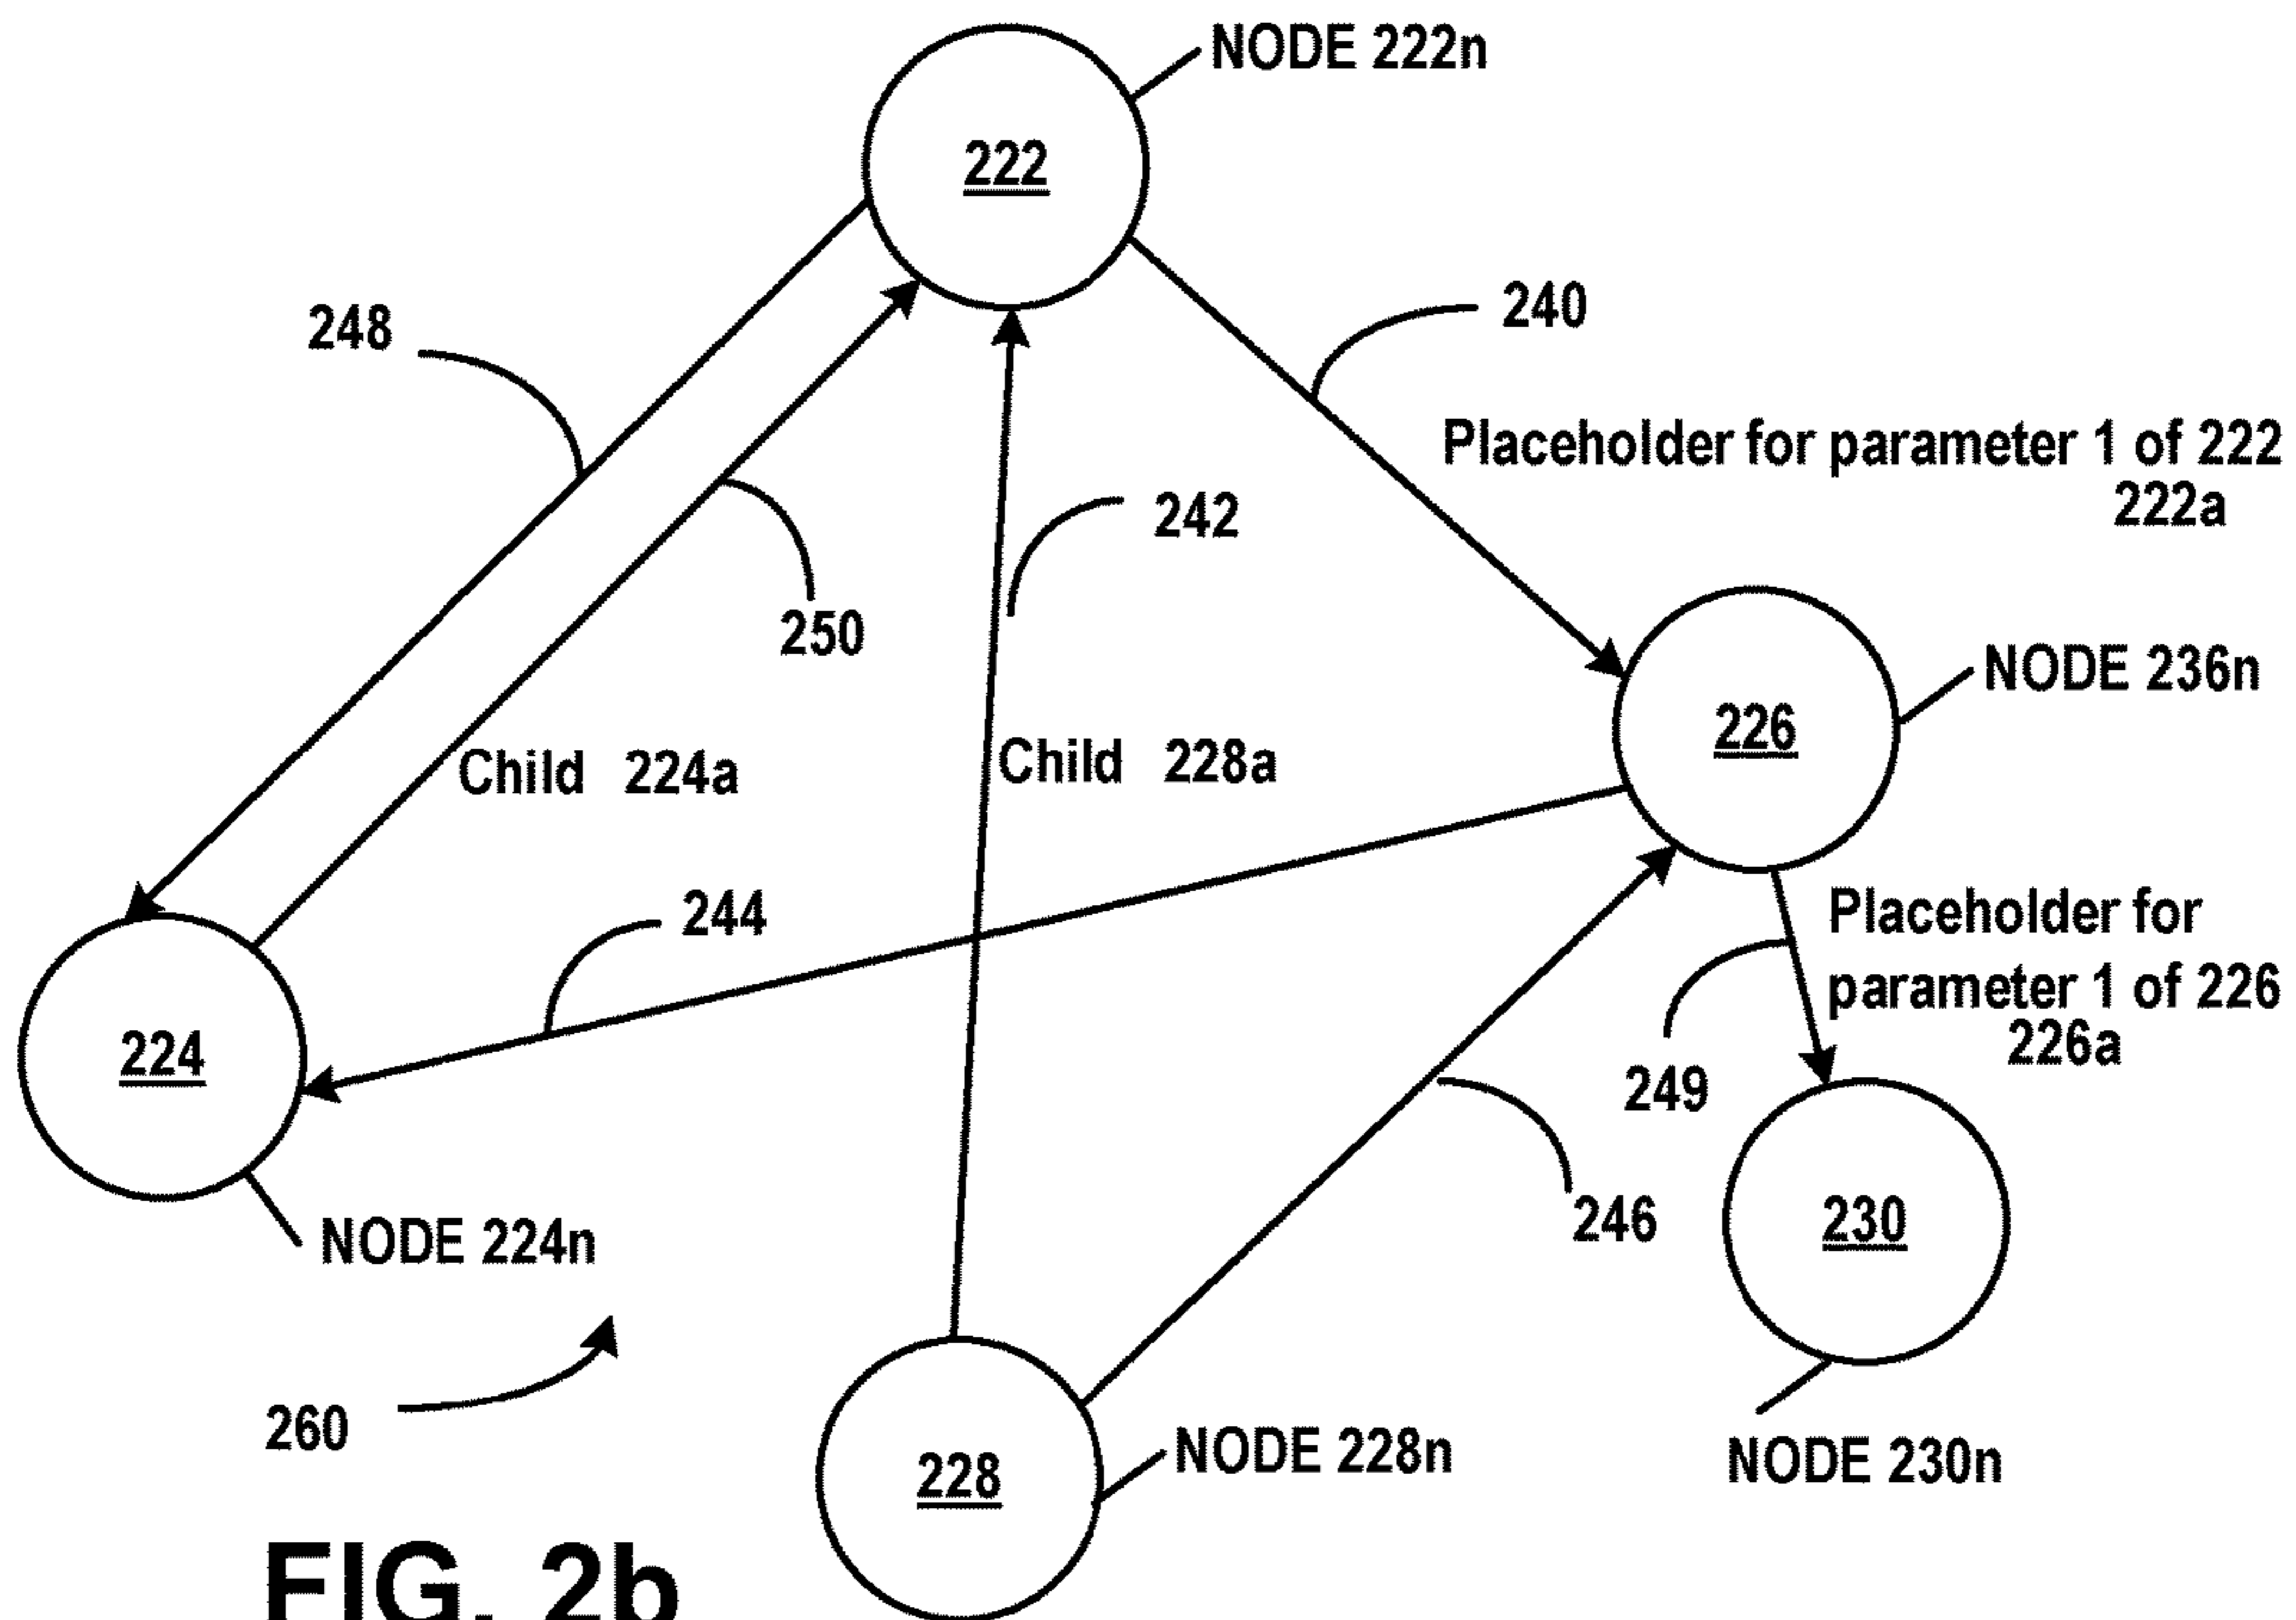 NODE 222n
222
248
240
Placeholder for parameter 1 of 222
222a
242
250
NODE 236n
226
Child 224a
Child 228a
244
Placeholder for
parameter 1 of 226
226a
249
224
230
246
NODE 224n
260
228
NODE 228n
NODE 230n
FIG. 2b